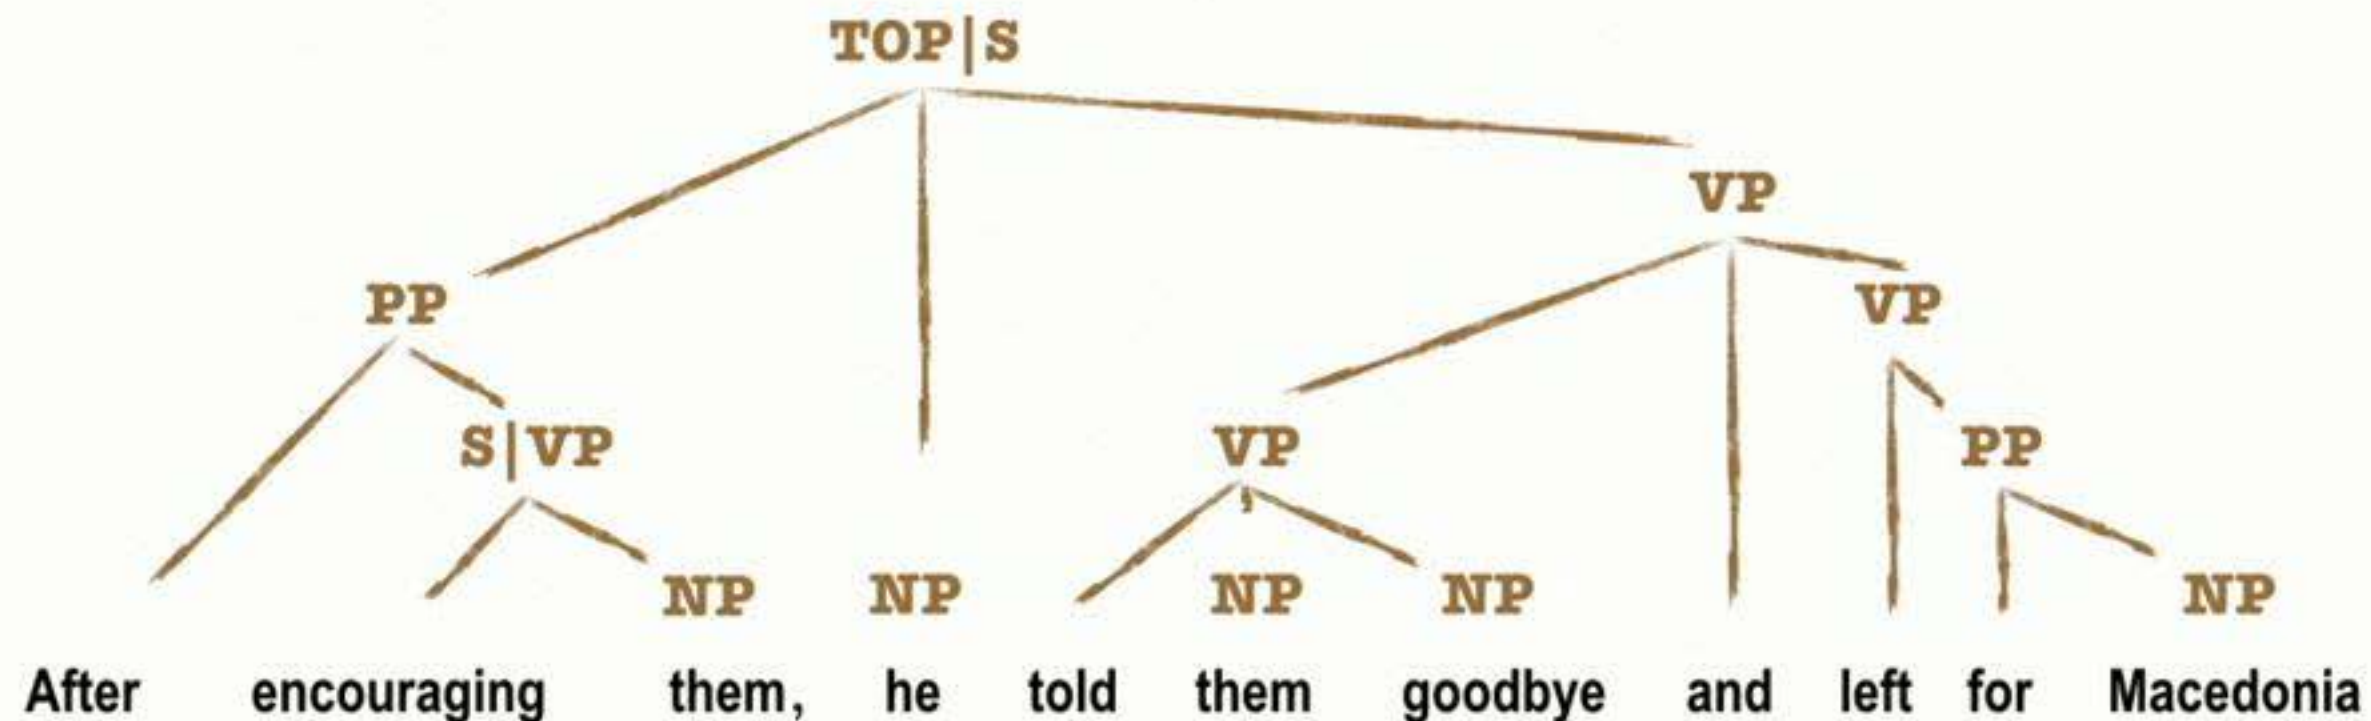 TOP|S
VP
PP VP
S|VP VP PP
NP NP NP NP NP
After encouraging them, he told them goodbye and left for Macedonia